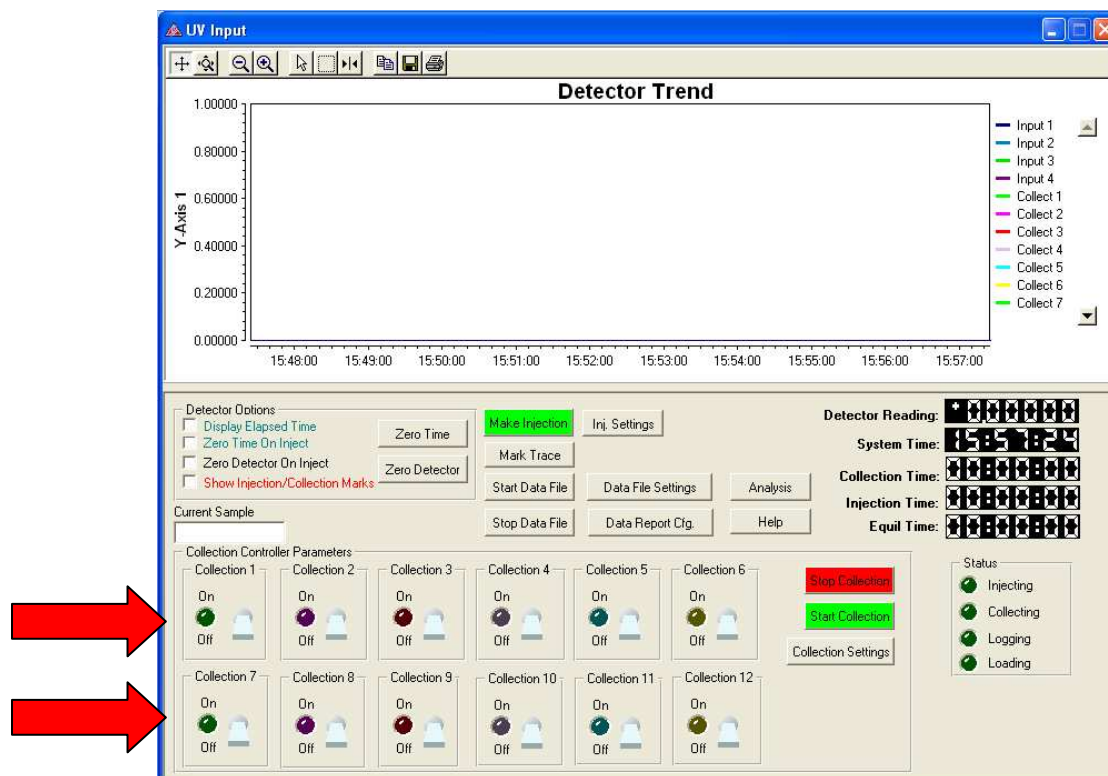 UV Input
Detector Trend
1.00000
0.80000
0.60000
0.40000
0.20000
0.00000
Y-Axis 1
15:48:00 15:49:00 15:50:00 15:51:00 15:52:00 15:53:00 15:54:00 15:55:00 15:56:00 15:57:00
Input 1
Input 2
Input 3
Input 4
Collect 1
Collect 2
Collect 3
Collect 4
Collect 5
Collect 6
Collect 7
Detector Options
Display Elapsed Time
Zero Time On Inject
Zero Detector On Inject
Show Injection/Collection Marks
Zero Time
Zero Detector
Make Injection Inj. Settings
Mark Trace
Start Data File Data File Settings Analysis
Stop Data File Data Report Cfg. Help
Detector Reading:
System Time: 15:57:24
Collection Time:
Injection Time:
Equil Time:
Current Sample
Collection Controller Parameters
Collection 1 Collection 2 Collection 3 Collection 4 Collection 5 Collection 6
On On On On On On
Off Off Off Off Off Off
Collection 7 Collection 8 Collection 9 Collection 10 Collection 11 Collection 12
On On On On On On
Off Off Off Off Off Off
Stop Collection
Start Collection
Collection Settings
Status
Injecting
Collecting
Logging
Loading